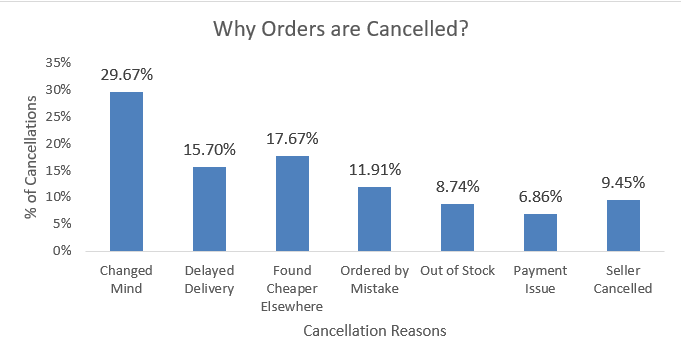 Why Orders are Cancelled?
% of Cancellations
35%
30%
25%
20%
15%
10%
5%
0%
29.67%
15.70%
17.67%
11.91%
8.74%
6.86%
9.45%
Changed
Mind
Delayed
Delivery
Found
Cheaper
Elsewhere
Ordered by
Mistake
Out of Stock
Payment
Issue
Seller
Cancelled
Cancellation Reasons